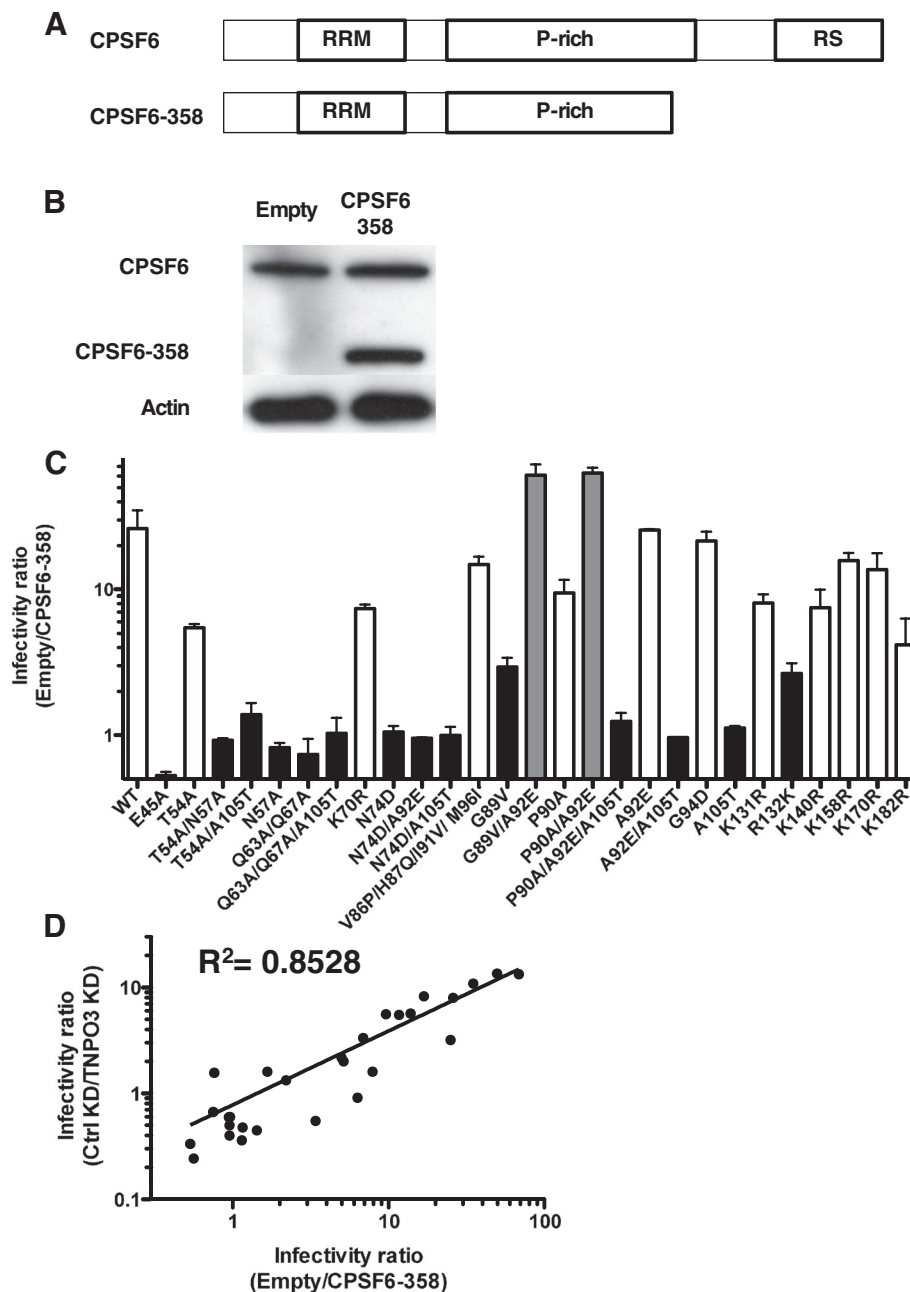 A
CPSF6
RRM P-rich RS
CPSF6-358
RRM P-rich
B
Empty CPSF6
358
CPSF6
CPSF6-358
Actin
C
Infectivity ratio
(Empty/CPSF6-358)
10
1
WT
E45A
T54A
T54A/N57A
T54A/A105T
N57A
Q63A/Q67A
Q63A/Q67A/A105T
K70R
N74D
N74D/A92E
N74D/A105T
V86P/H87Q/I91V/ M96I
G89V
G89V/A92E
P90A
P90A/A92E
P90A/A92E/A105T
A92E
A92E/A105T
G94D
A105T
K131R
R132K
K140R
K158R
K170R
K182R
D
R2= 0.8528
Infectivity ratio
(Ctrl KD/TNPO3 KD)
10
1
0.1
1 10 100
Infectivity ratio
(Empty/CPSF6-358)